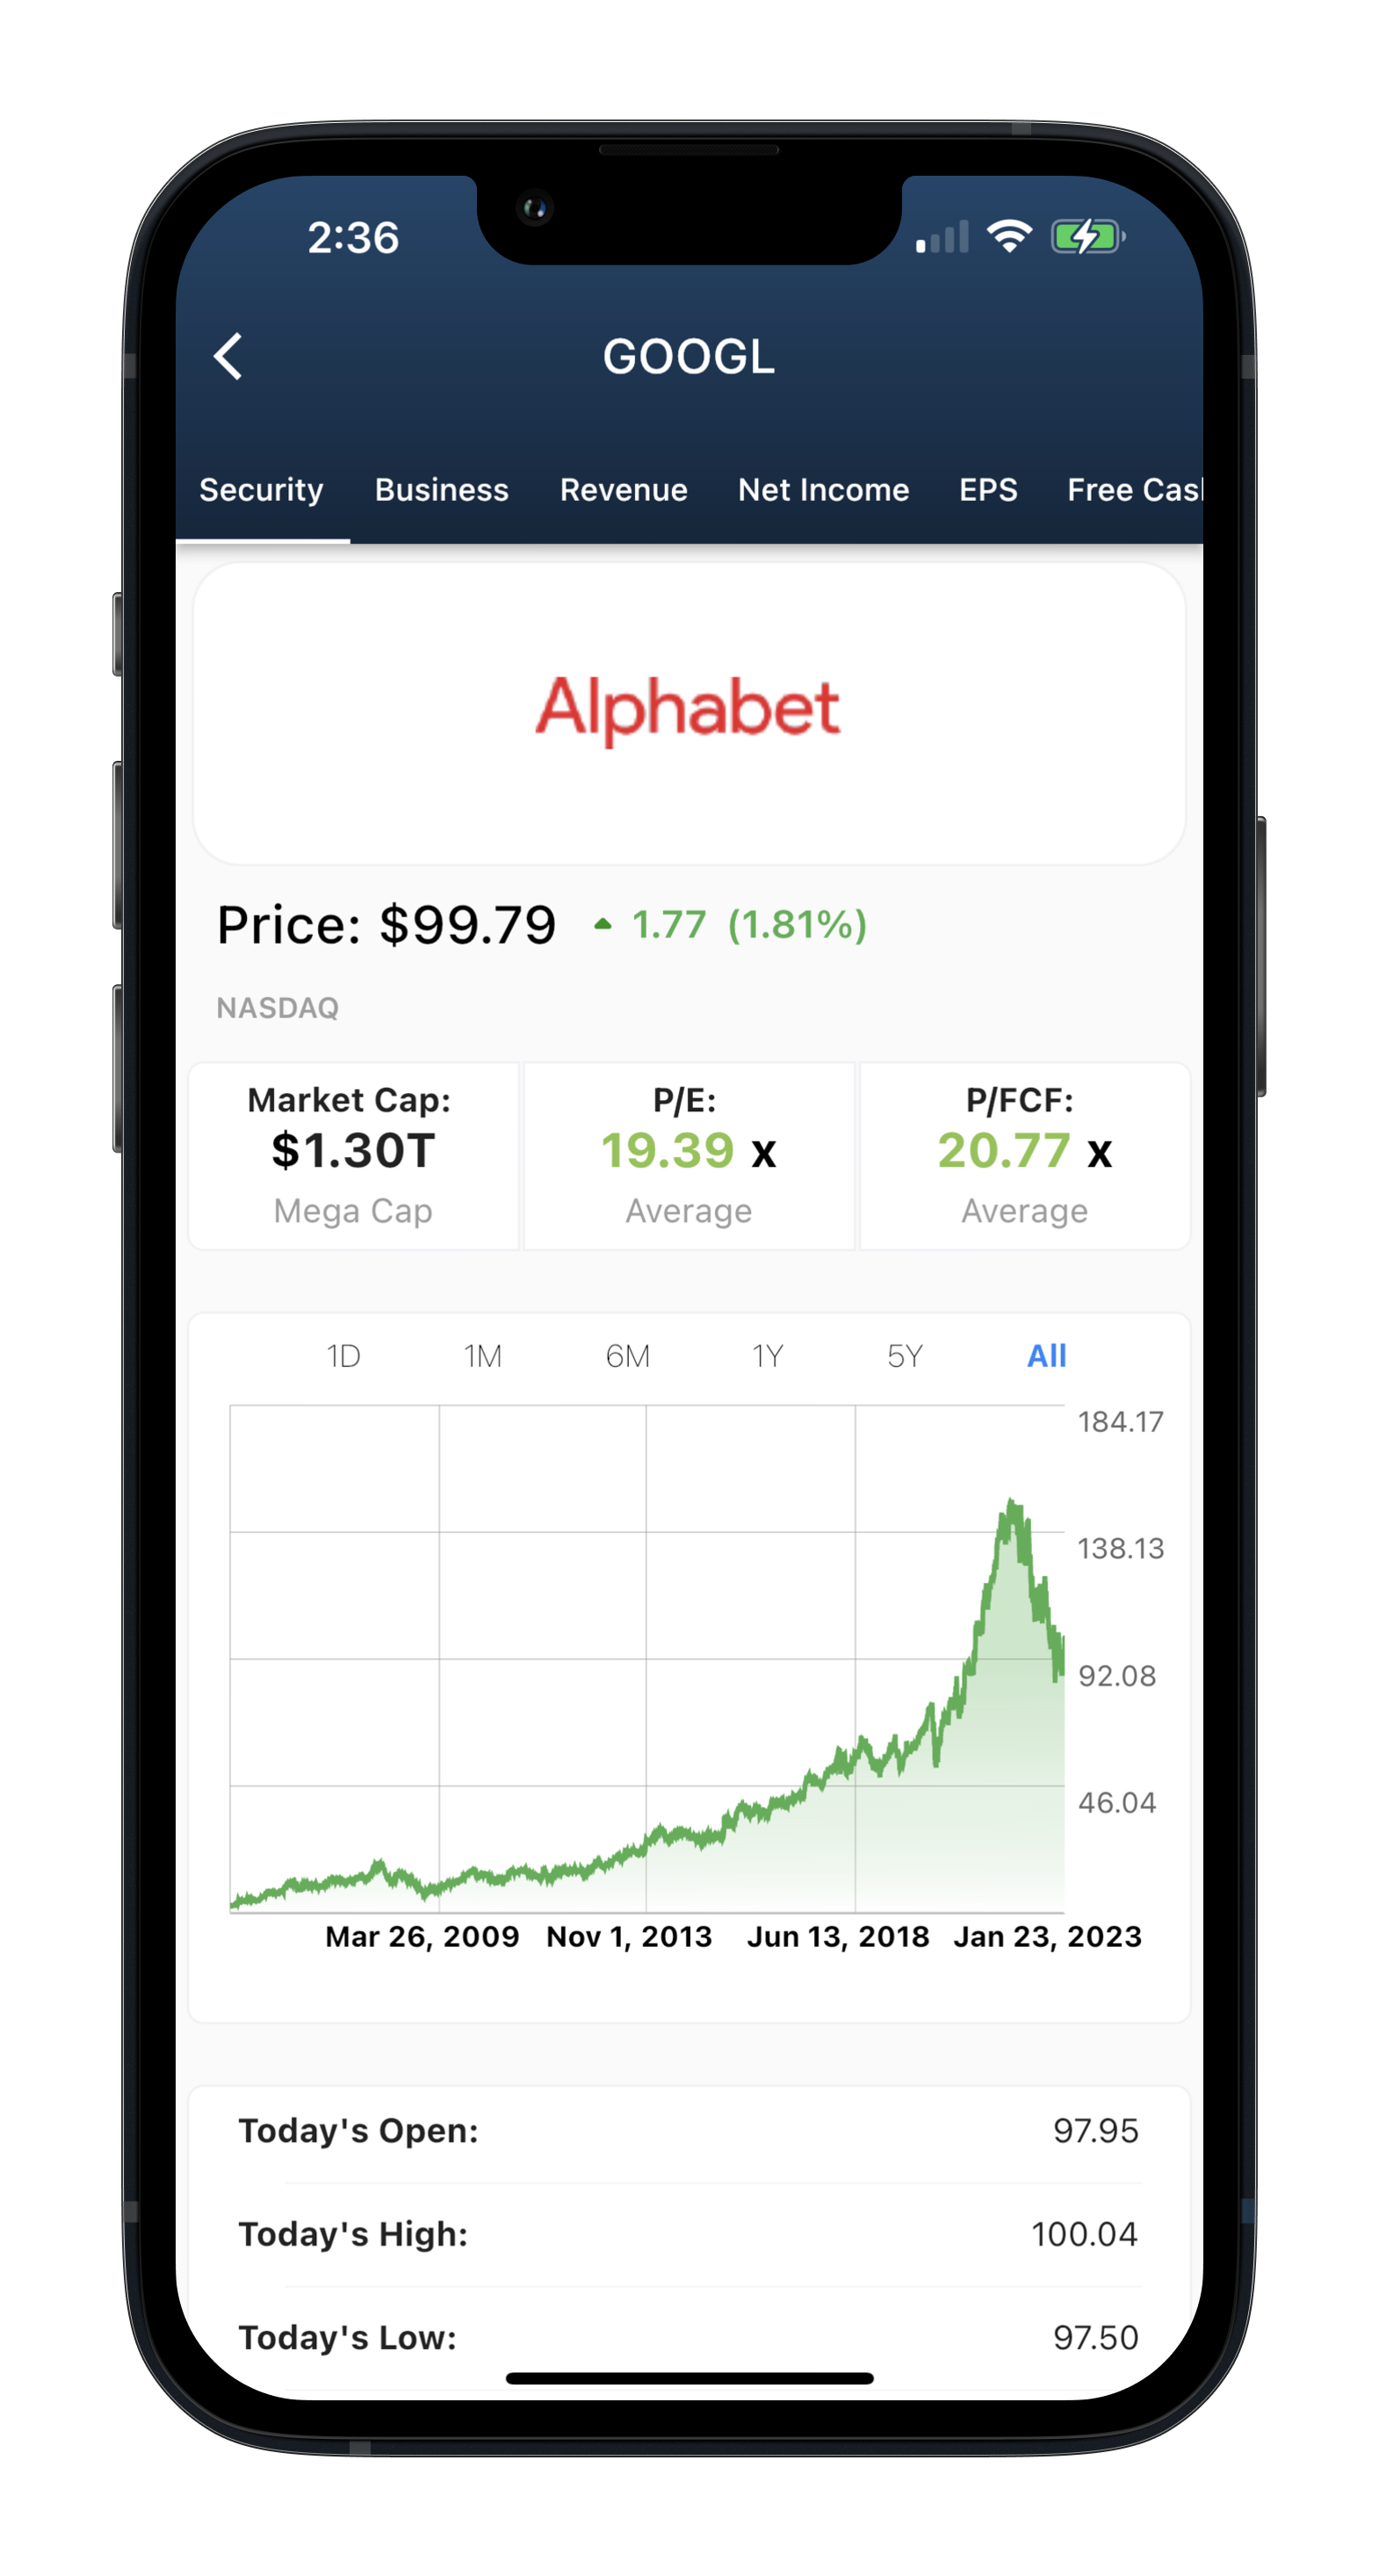 2:36
GOOGL
Security Business Revenue Net Income EPS Free Cas
Alphabet
Price: $99.79 1.77 (1.81%)
NASDAQ
Market Cap: P/E: P/FCF:
$1.30T 19.39 x 20.77 x
Mega Cap Average Average
1D 1M 6M 1Y 5Y All
184.17
138.13
92.08
46.04
Mar 26, 2009 Nov 1, 2013 Jun 13, 2018 Jan 23, 2023
Today's Open: 97.95
Today's High: 100.04
Today's Low: 97.50